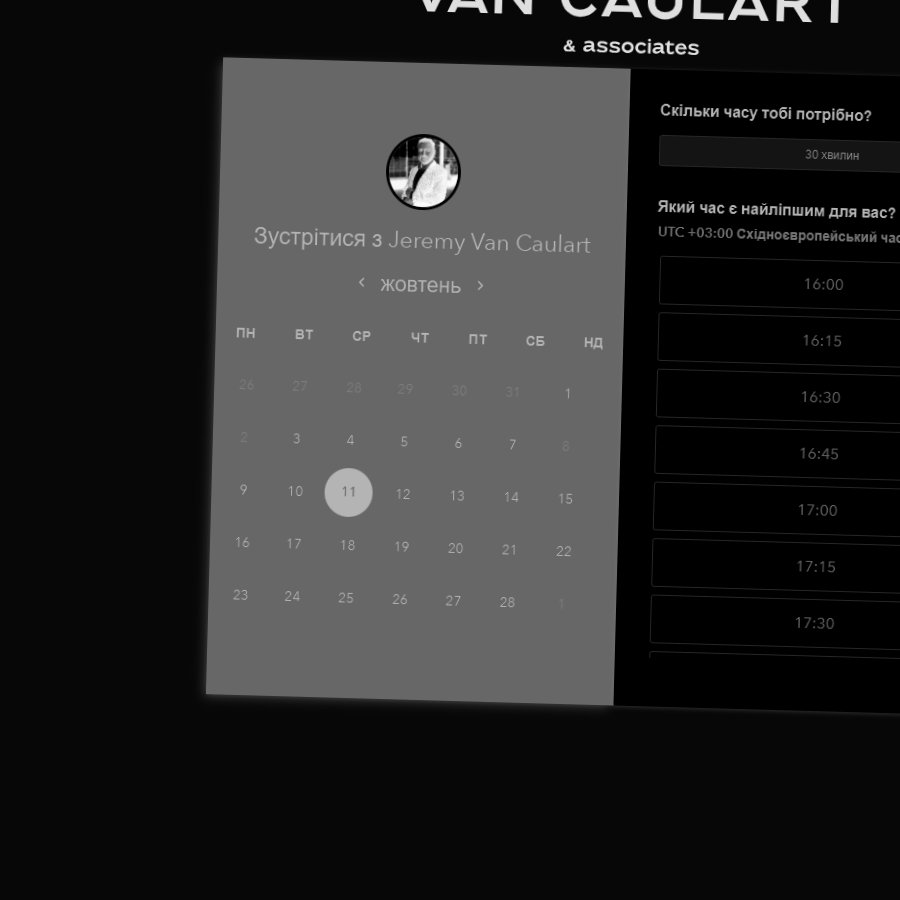 VAN CAULART
& associates
Зустрітися з Jeremy Van Caulart
жовтень
ПН ВТ СР ЧТ ПТ СБ НД
26 27 28 29 30 31 1
2 3 4 5 6 7 8
9 10 11 12 13 14 15
16 17 18 19 20 21 22
23 24 25 26 27 28 1
Скільки часу тобі потрібно?
30 хвилин
Який час є найліпшим для вас?
UTC +03:00 Східноєвропейський час
16:00
16:15
16:30
16:45
17:00
17:15
17:30